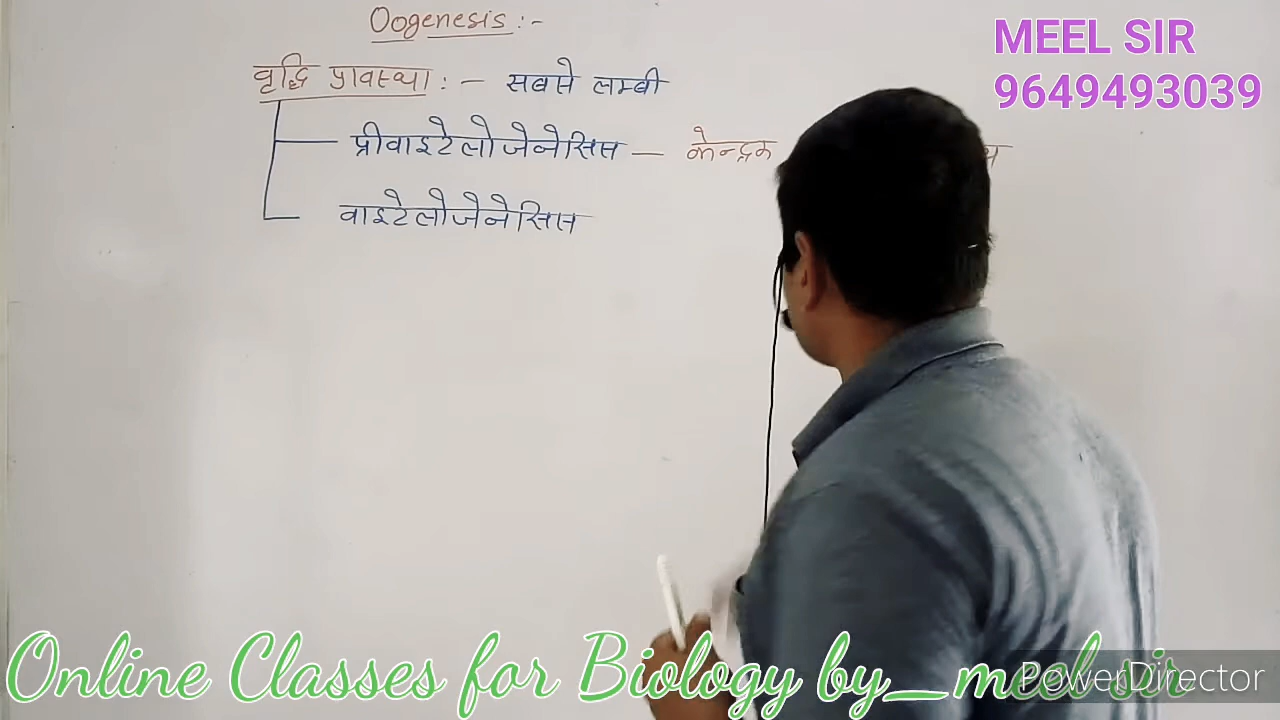 Oogenesis :-
MEEL SIR
9649493039
वृद्धि प्रावस्था : - सबसे लम्बी
प्रीवाइटेलोजेनेसिस - केन्द्रक
वाइटेलोजेनेसिस
Online Classes for Biology by_meel sir
PowerDirector